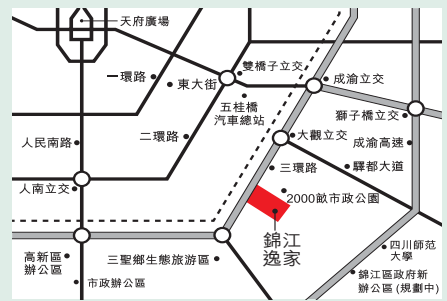 天府廣場
一環路
東大街
雙橋子立交
成渝立交
五桂橋
汽車總站
獅子橋立交
人民南路
二環路
大觀立交
成渝高速
三環路
驛都大道
人南立交
2000畝市政公園
錦江
逸家
高新區
辦公區
三聖鄉生態旅游區
四川師范
大學
市政辦公區
錦江區政府新
辦公區(規劃中)